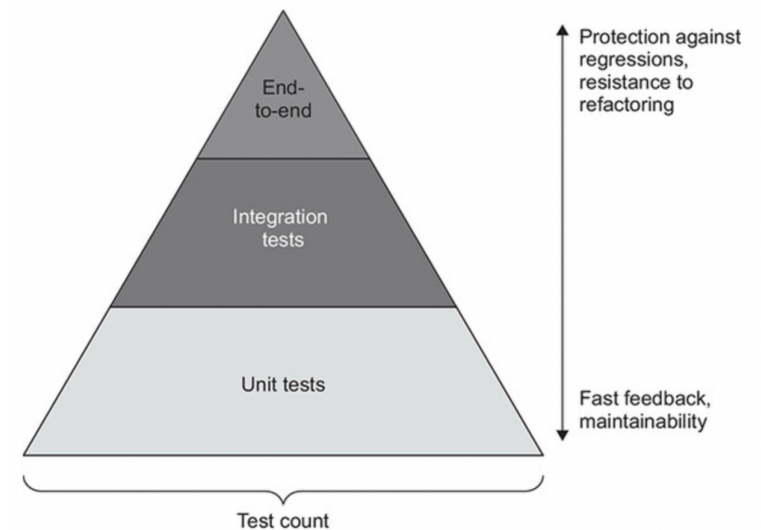 End-
to-end
Integration
tests
Unit tests
Protection against
regressions,
resistance to
refactoring
Fast feedback,
maintainability
Test count